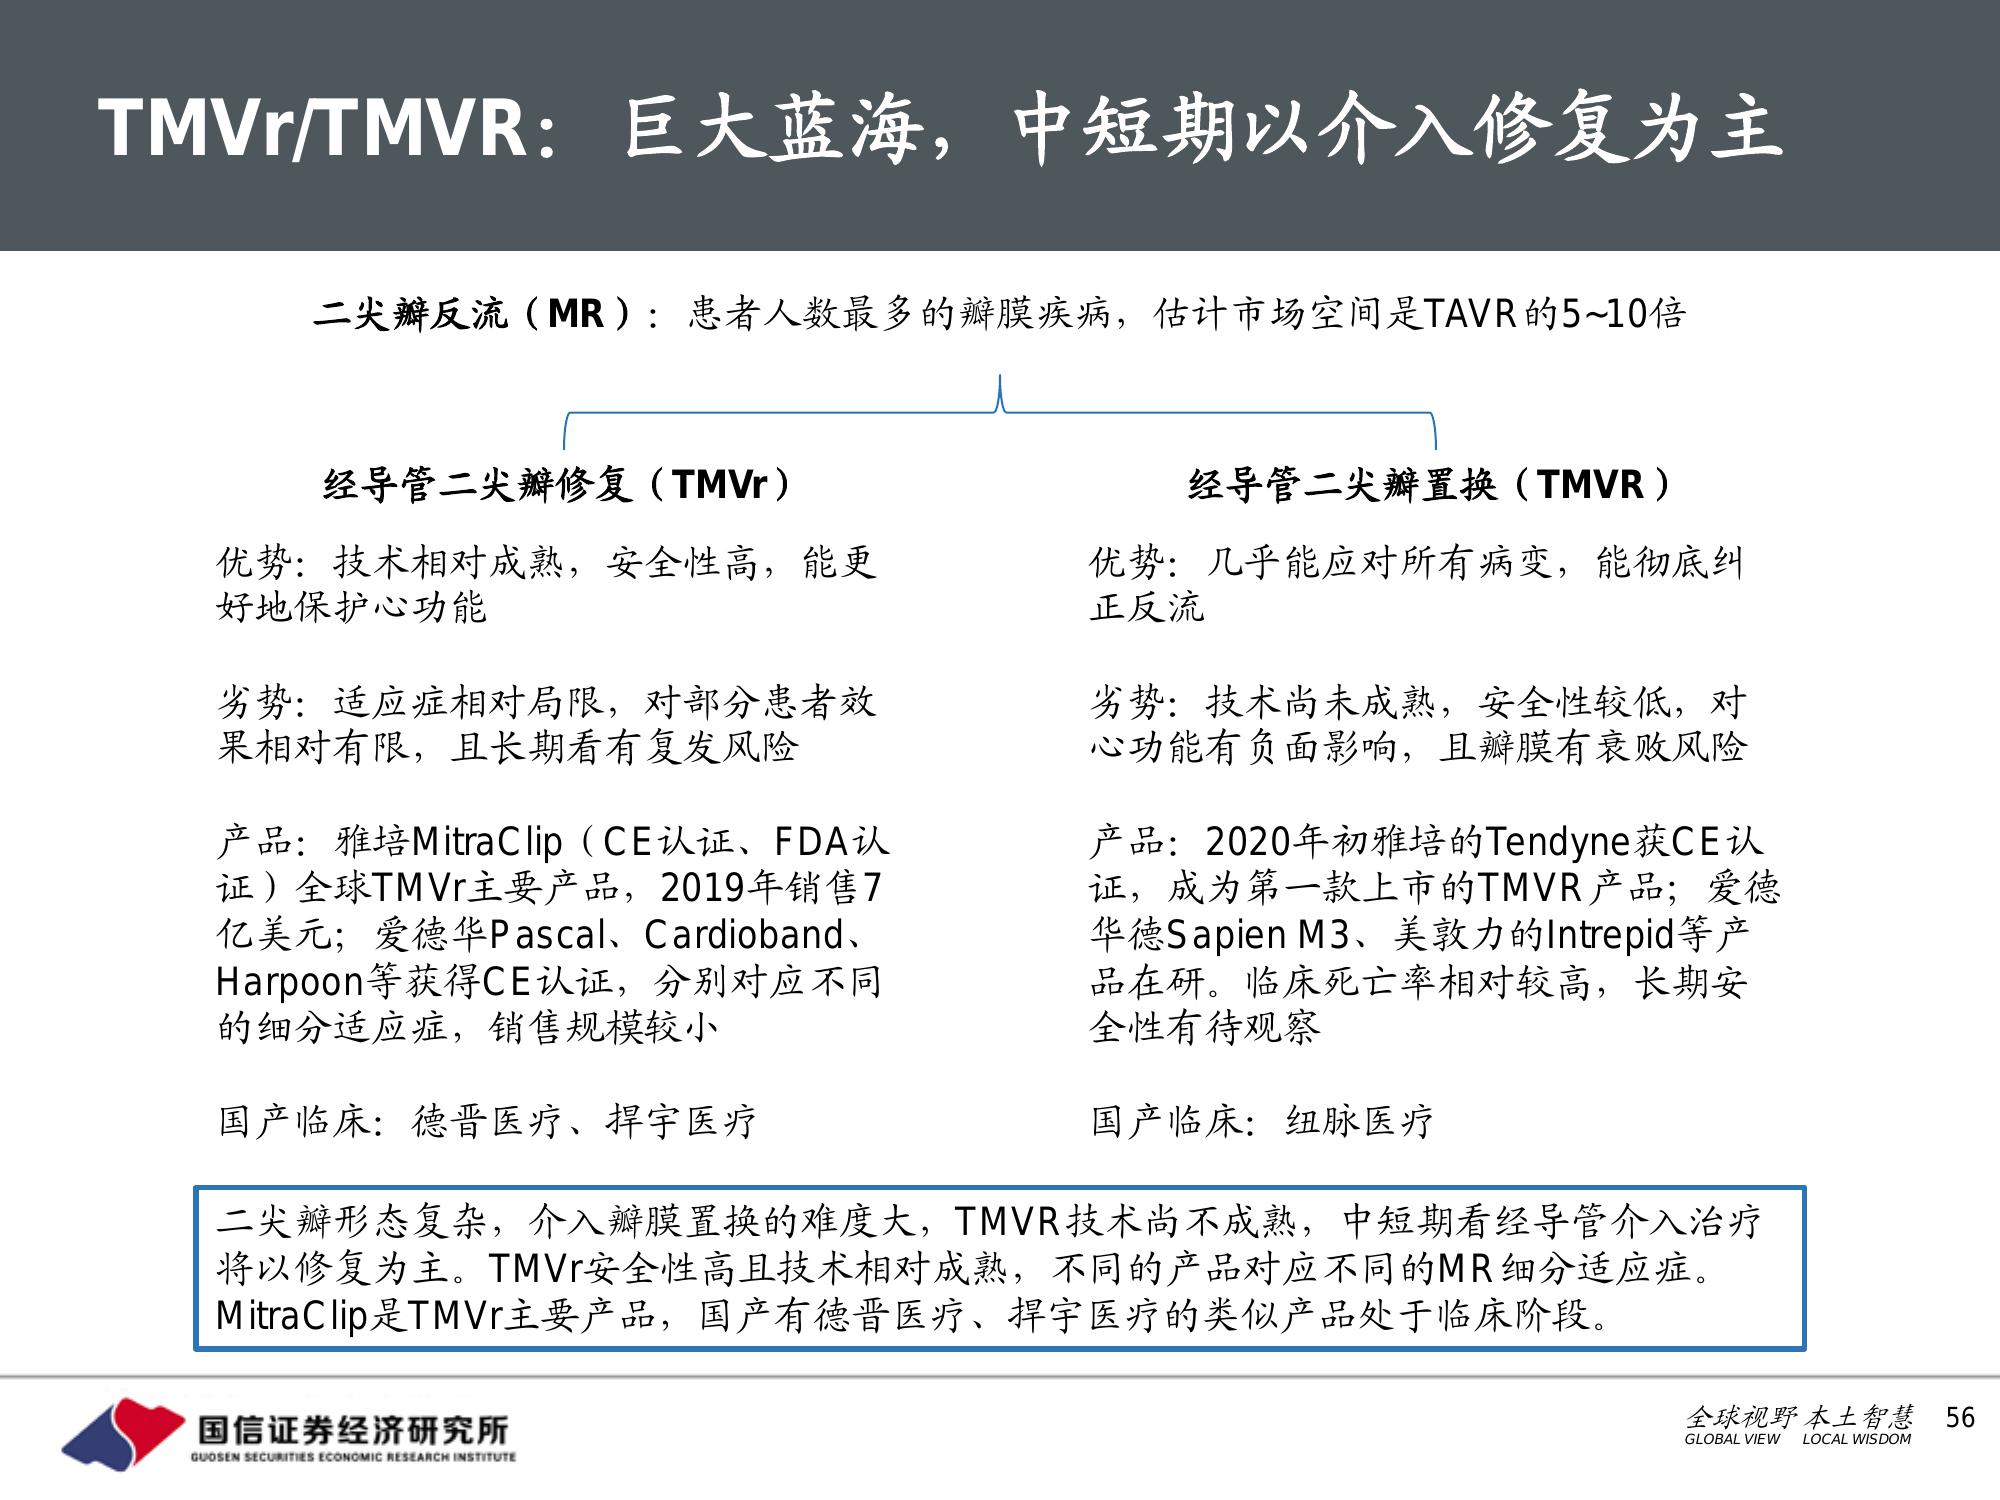 TMVr/TMVR：巨大蓝海，中短期以介入修复为主
二尖瓣反流（MR）：患者人数最多的瓣膜疾病，估计市场空间是TAVR的5~10倍
经导管二尖瓣修复（TMVr）
优势：技术相对成熟，安全性高，能更
好地保护心功能
劣势：适应症相对局限，对部分患者效
果相对有限，且长期看有复发风险
产品：雅培MitraClip（CE认证、FDA认
证）全球TMVr主要产品，2019年销售7
亿美元；爱德华Pascal、Cardioband、
Harpoon等获得CE认证，分别对应不同
的细分适应症，销售规模较小
国产临床：德晋医疗、捍宇医疗
经导管二尖瓣置换（TMVR）
优势：几乎能应对所有病变，能彻底纠
正反流
劣势：技术尚未成熟，安全性较低，对
心功能有负面影响，且瓣膜有衰败风险
产品：2020年初雅培的Tendyne获CE认
证，成为第一款上市的TMVR产品；爱德
华德Sapien M3、美敦力的Intrepid等产
品在研。临床死亡率相对较高，长期安
全性有待观察
国产临床：纽脉医疗
二尖瓣形态复杂，介入瓣膜置换的难度大，TMVR技术尚不成熟，中短期看经导管介入治疗
将以修复为主。TMVr安全性高且技术相对成熟，不同的产品对应不同的MR细分适应症。
MitraClip是TMVr主要产品，国产有德晋医疗、捍宇医疗的类似产品处于临床阶段。
国信证券经济研究所
GUOSEN SECURITIES ECONOMIC RESEARCH INSTITUTE
全球视野 本土智慧
GLOBAL VIEW LOCAL WISDOM
56